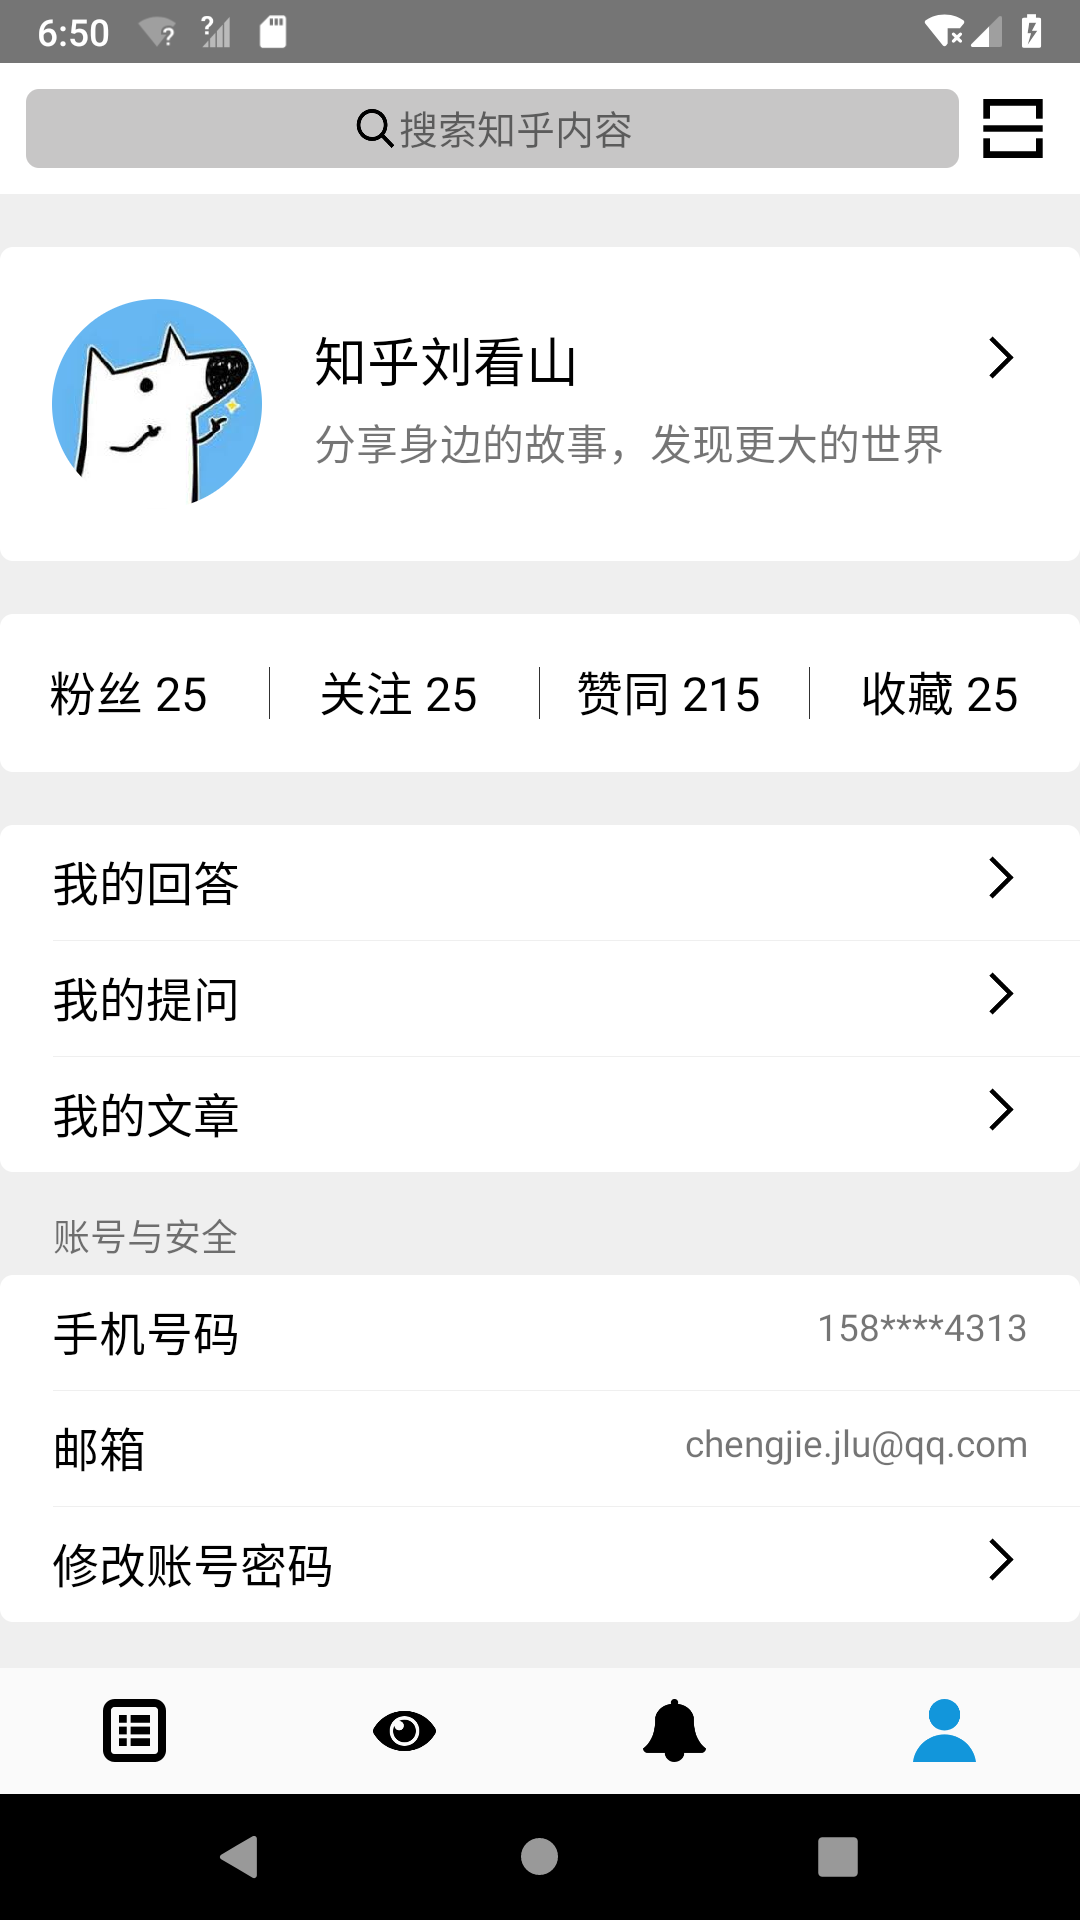 6:50
搜索知乎内容
知乎刘看山
分享身边的故事，发现更大的世界
粉丝 25 关注 25 赞同 215 收藏 25
我的回答
我的提问
我的文章
账号与安全
手机号码 158****4313
邮箱 chengjie.jlu@qq.com
修改账号密码